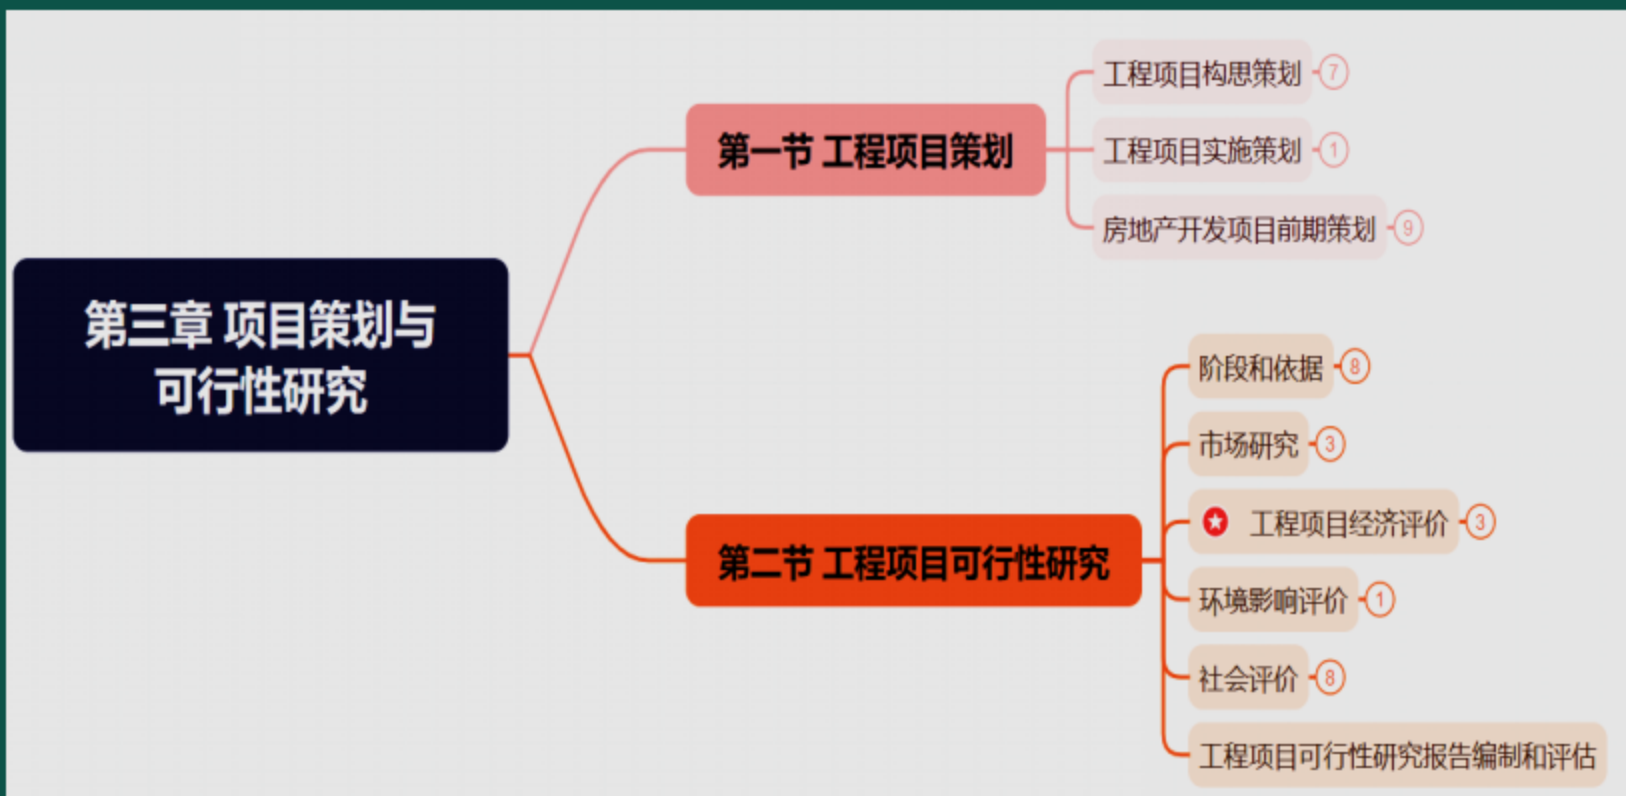 第三章 项目策划与
可行性研究
第一节 工程项目策划
工程项目构思策划 7
工程项目实施策划 1
房地产开发项目前期策划 9
第二节 工程项目可行性研究
阶段和依据 8
市场研究 3
工程项目经济评价 3
环境影响评价 1
社会评价 8
工程项目可行性研究报告编制和评估